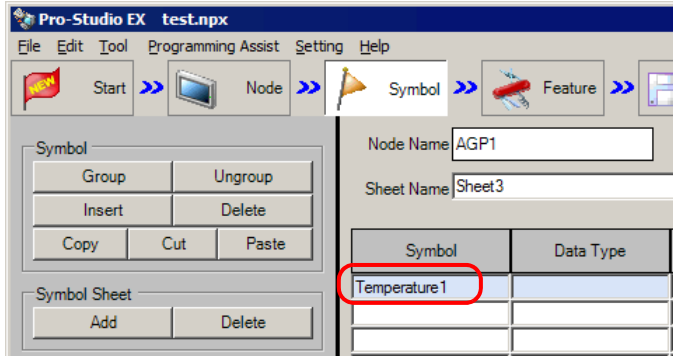 Pro-Studio EX test.npx
File Edit Tool Programming Assist Setting Help
NEW Start Node Symbol Feature
Symbol
Group Ungroup
Insert Delete
Copy Cut Paste
Symbol Sheet
Add Delete
Node Name AGP1
Sheet Name Sheet3
Symbol Data Type
Temperature1